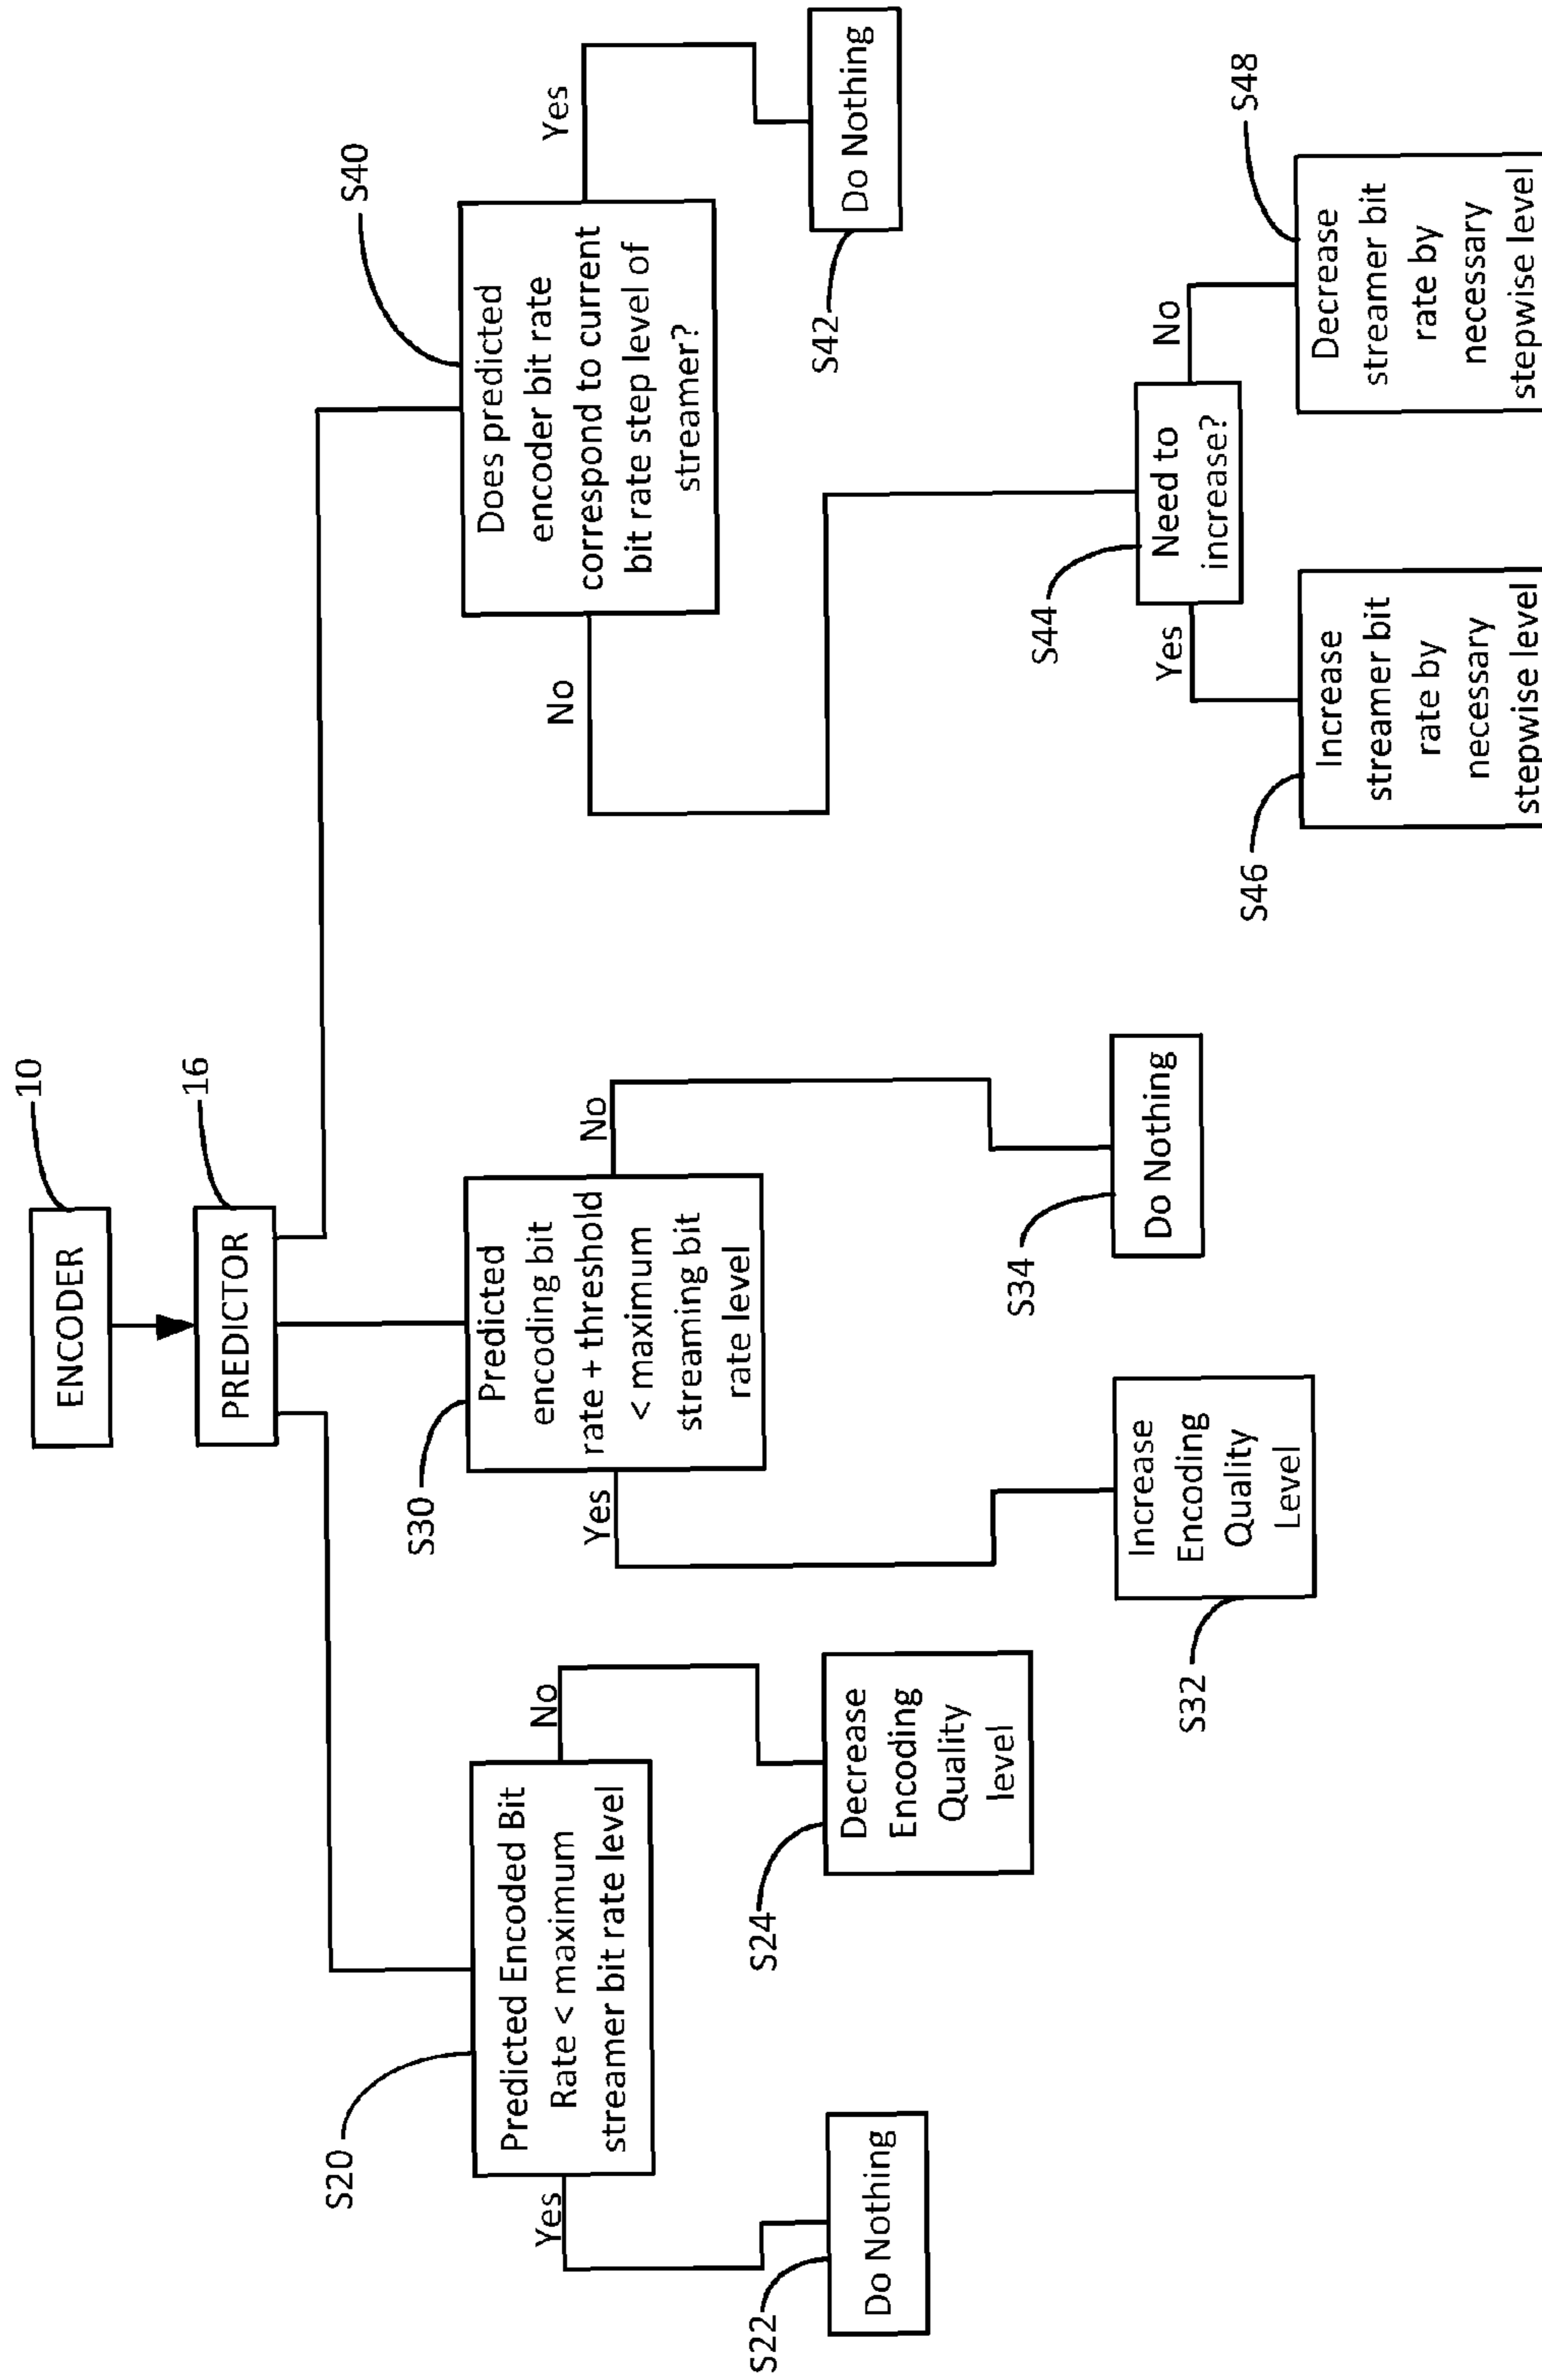 10
ENCODER
16
PREDICTOR
S20
Predicted Encoded Bit
Rate < maximum
streamer bit rate level
Yes
No
S22
Do Nothing
S24
Decrease
Encoding
Quality
level
S30
Predicted
encoding bit
rate + threshold
< maximum
streaming bit
rate level
Yes
No
S32
Increase
Encoding
Quality
Level
S34
Do Nothing
S40
Does predicted
encoder bit rate
correspond to current
bit rate step level of
streamer?
No
Yes
S42
Do Nothing
S44
Need to
increase?
Yes
No
S46
Increase
streamer bit
rate by
necessary
stepwise level
S48
Decrease
streamer bit
rate by
necessary
stepwise level